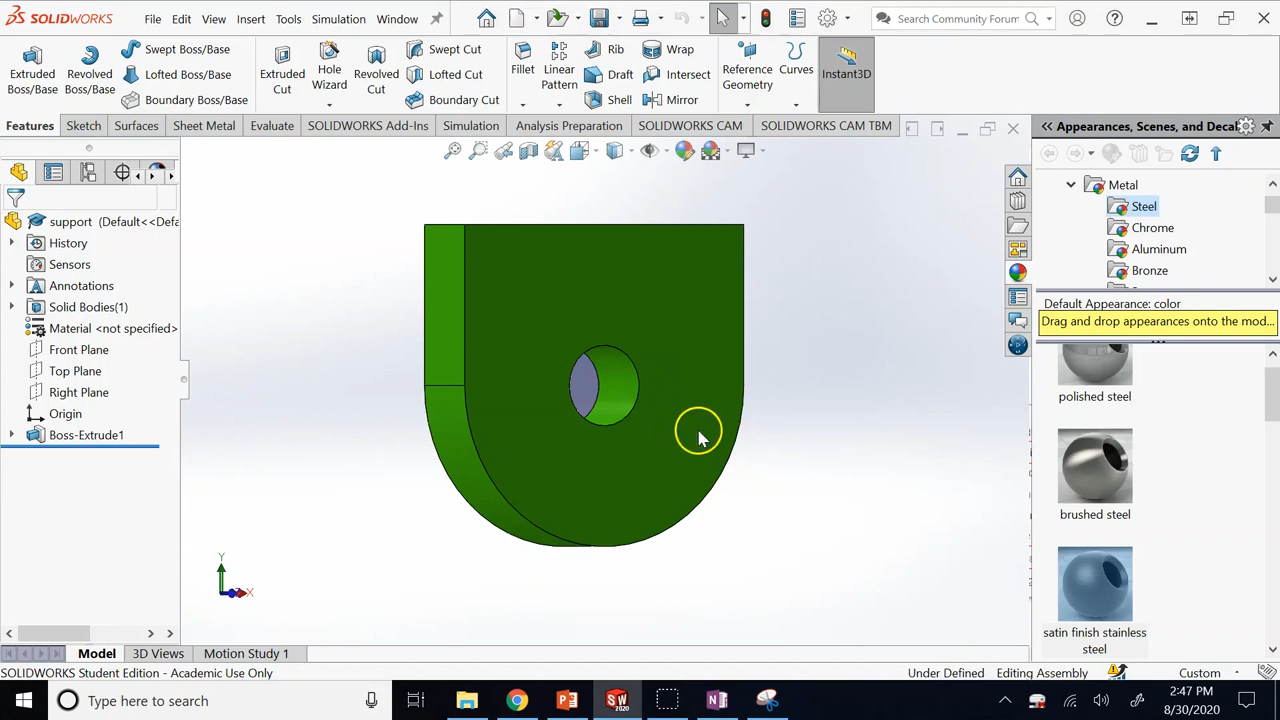 SOLIDWORKS File Edit View Insert Tools Simulation Window Search Community Forum
Extruded Boss/Base
Revolved Boss/Base
Swept Boss/Base
Lofted Boss/Base
Boundary Boss/Base
Extruded Cut
Hole Wizard
Revolved Cut
Swept Cut
Lofted Cut
Boundary Cut
Fillet
Linear Pattern
Rib
Draft
Shell
Wrap
Intersect
Mirror
Reference Geometry
Curves
Instant3D
Features Sketch Surfaces Sheet Metal Evaluate SOLIDWORKS Add-Ins Simulation Analysis Preparation SOLIDWORKS CAM SOLIDWORKS CAM TBM
support (Default<<Defa
History
Sensors
Annotations
Solid Bodies(1)
Material <not specified>
Front Plane
Top Plane
Right Plane
Origin
Boss-Extrude1
Y
X
Appearances, Scenes, and Decal
Metal
Steel
Chrome
Aluminum
Bronze
Default Appearance: color
Drag and drop appearances onto the mod...
polished steel
brushed steel
satin finish stainless
steel
Model 3D Views Motion Study 1
SOLIDWORKS Student Edition - Academic Use Only Under Defined Editing Assembly Custom
Type here to search
SW
2020
2:47 PM
8/30/2020